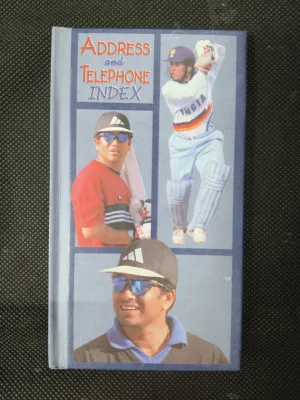 ADDRESS
and
TELEPHONE
INDEX
INDIA